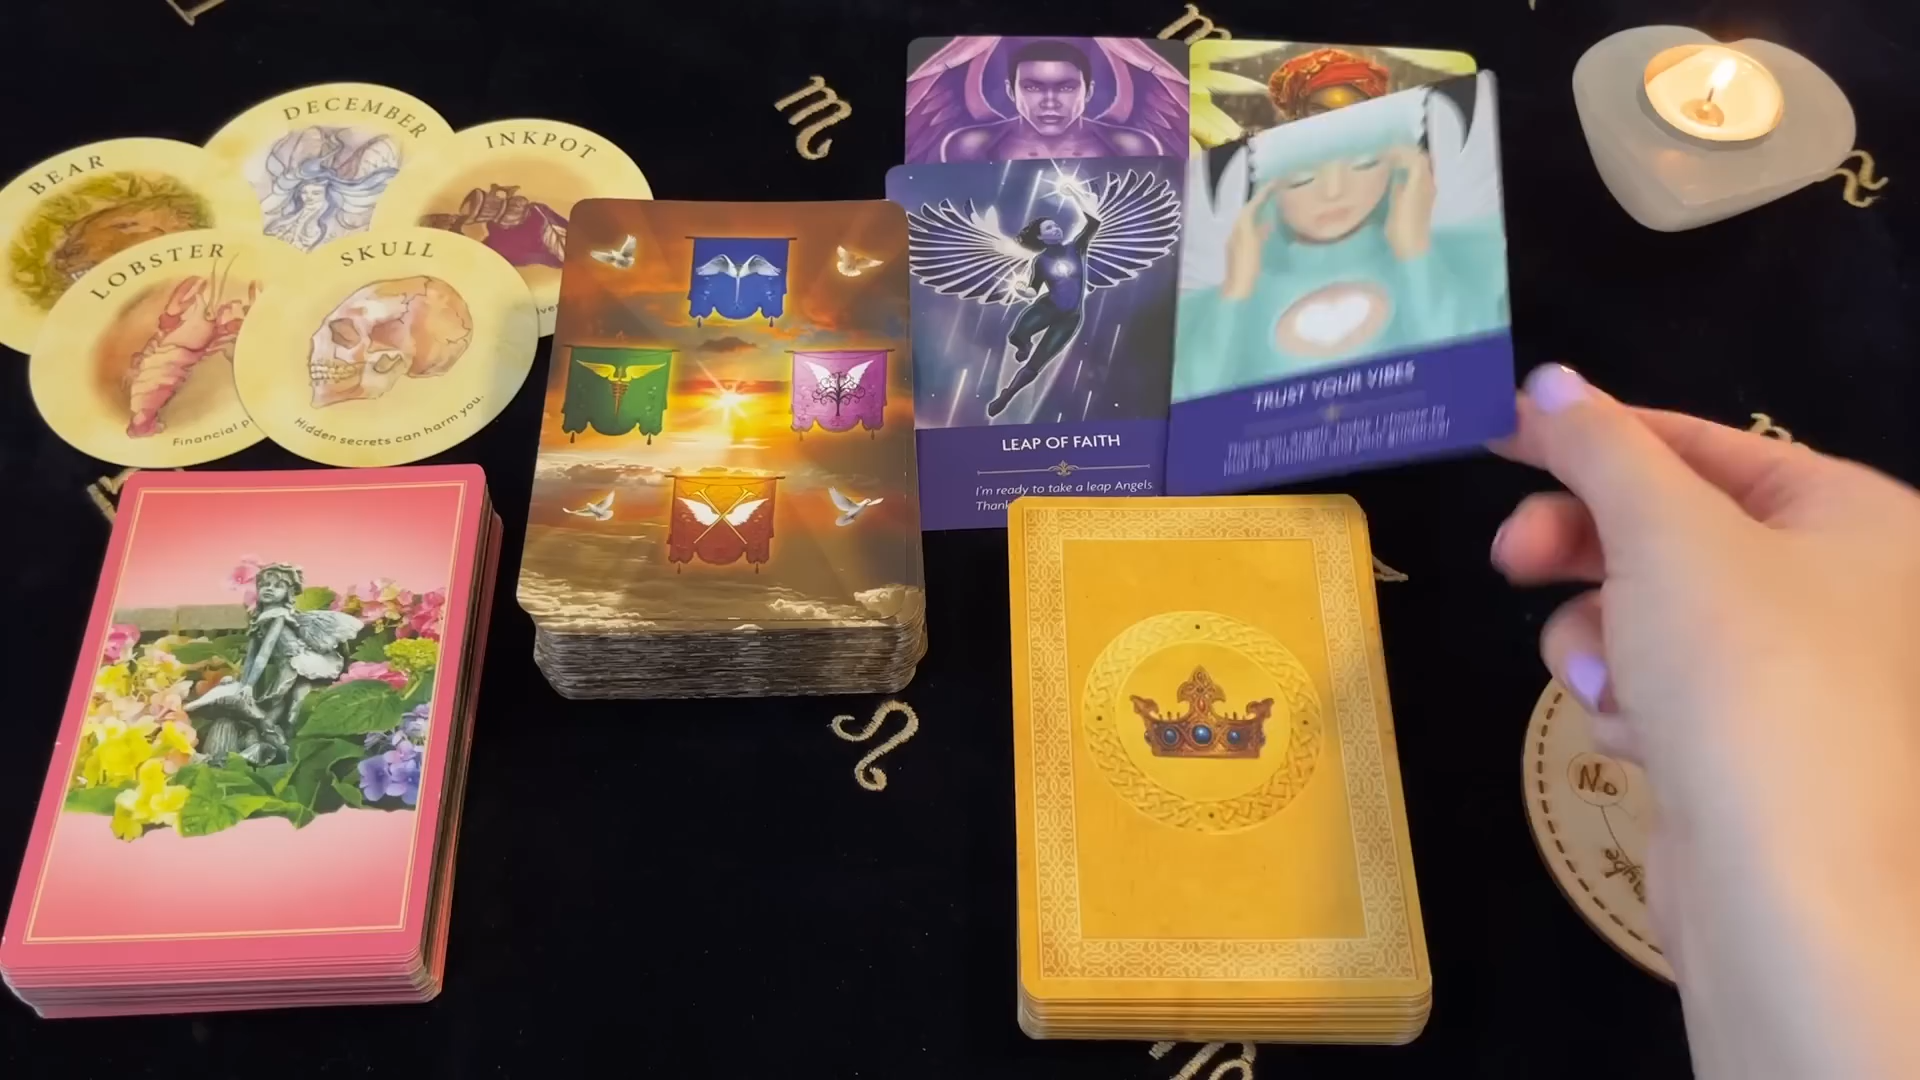 DECEMBER
INKPOT
BEAR
LOBSTER
SKULL
Financial
Hidden secrets can harm you.
LEAP OF FAITH
I'm ready to take a leap Angels
TRUST YOUR VIBES
No